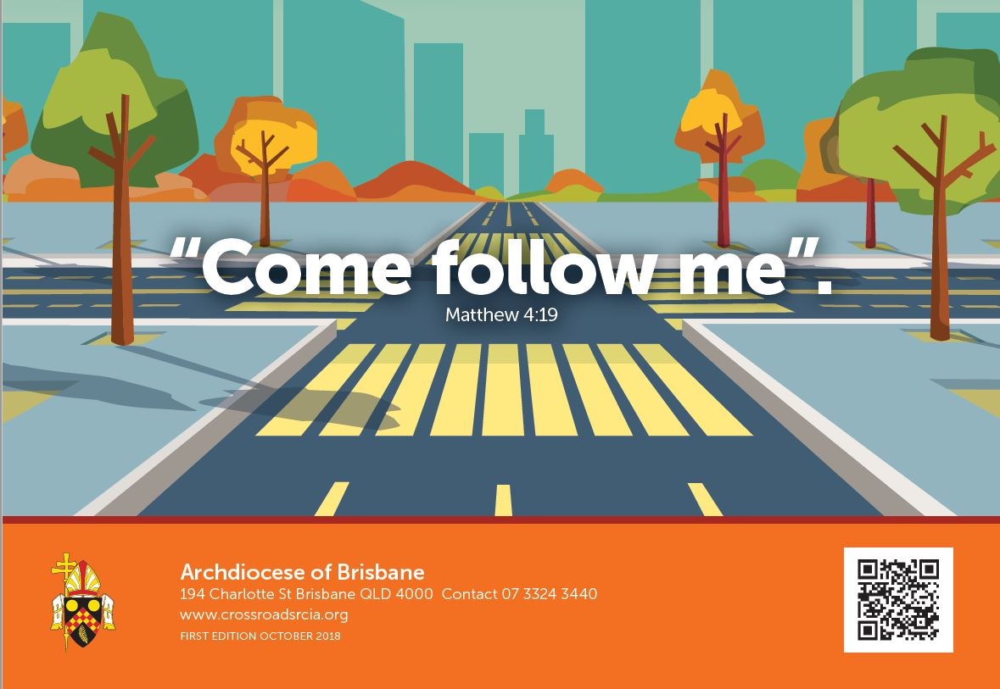 “Come follow me”.
Matthew 4:19
Archdiocese of Brisbane
194 Charlotte St Brisbane QLD 4000  Contact 07 3324 3440
www.crossroadsrcia.org
FIRST EDITION OCTOBER 2018